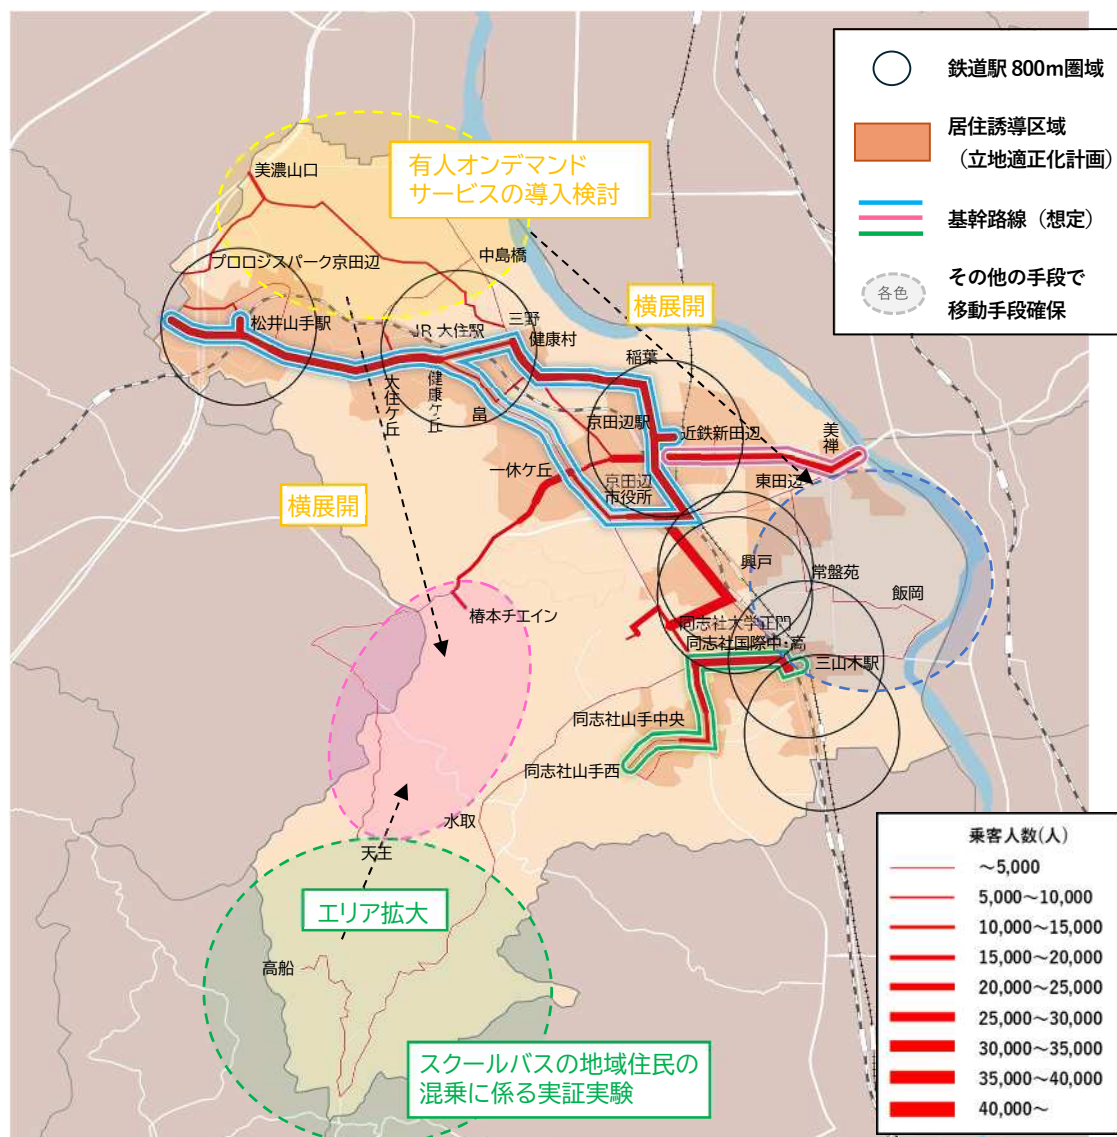 鉄道駅 800m圏域
居住誘導区域
（立地適正化計画）
基幹路線（想定）
各色
その他の手段で
移動手段確保
有人オンデマンド
サービスの導入検討
美濃山口
中島橋
プロロジスパーク京田辺
横展開
松井山手駅
JR 大住駅
三野
健康村
稲葉
大住ケ丘
健康ケ丘
畠
京田辺駅
近鉄新田辺
美禅
一休ケ丘
京田辺
市役所
東田辺
横展開
興戸
常盤苑
飯岡
椿本チエイン
同志社大学正門
同志社国際中・高
三山木駅
同志社山手中央
同志社山手西
水取
天王
エリア拡大
高船
スクールバスの地域住民の
混乗に係る実証実験
乗客人数(人)
～5,000
5,000～10,000
10,000～15,000
15,000～20,000
20,000～25,000
25,000～30,000
30,000～35,000
35,000～40,000
40,000～